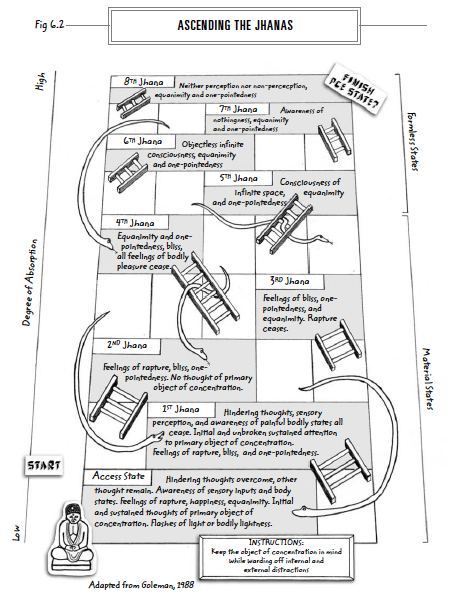 Fig 6.2
ASCENDING THE JHANAS
High
8TH Jhana
Neither perception nor non-perception,
equanimity and one-pointedness
FINISH
PCE STATE?
7TH Jhana
Awareness of
nothingness, equanimity
and one-pointedness
Formless States
6TH Jhana
Objectless infinite
consciousness, equanimity
and one-pointedness
5TH Jhana
Consciousness of
infinite space, equanimity
and one-pointedness
4TH Jhana
Equanimity and one-
pointedness, bliss,
all feelings of bodily
pleasure cease.
Degree of Absorption
3RD Jhana
Feelings of bliss, one-
pointedness, and
equanimity. Rapture
ceases.
2ND Jhana
Feelings of rapture, bliss, one-
pointedness. No thought of primary
object of concentration.
Material States
1ST Jhana
Hindering thoughts, sensory
perception, and awareness of painful bodily states all
cease. Initial and unbroken sustained attention
to primary object of concentration.
Feelings of rapture, bliss, and one-pointedness.
START
Access State
Hindering thoughts overcome, other
thought remain. Awareness of sensory inputs and body
states. Feelings of rapture, happiness, equanimity. Initial
and sustained thoughts of primary object of
concentration. Flashes of light or bodily lightness.
Low
INSTRUCTIONS:
Keep the object of concentration in mind
while warding off internal and
external distractions
Adapted from Goleman, 1988